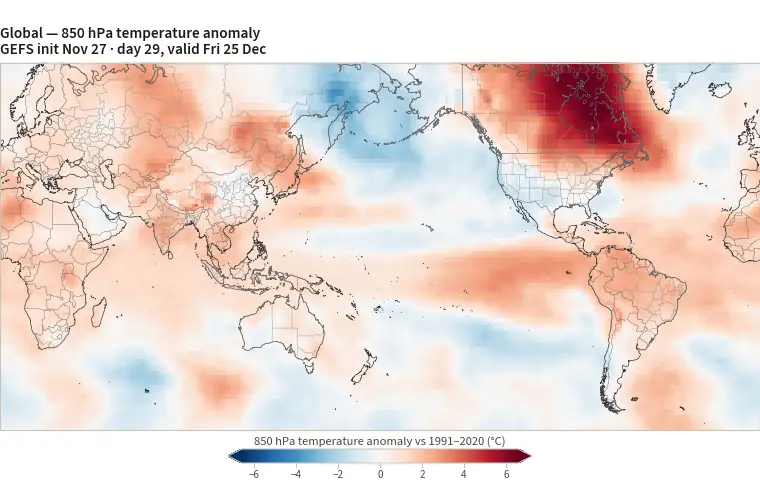 Global — 850 hPa temperature anomaly
GEFS init Nov 27 · day 29, valid Fri 25 Dec
850 hPa temperature anomaly vs 1991–2020 (°C)
−6 −4 −2 0 2 4 6